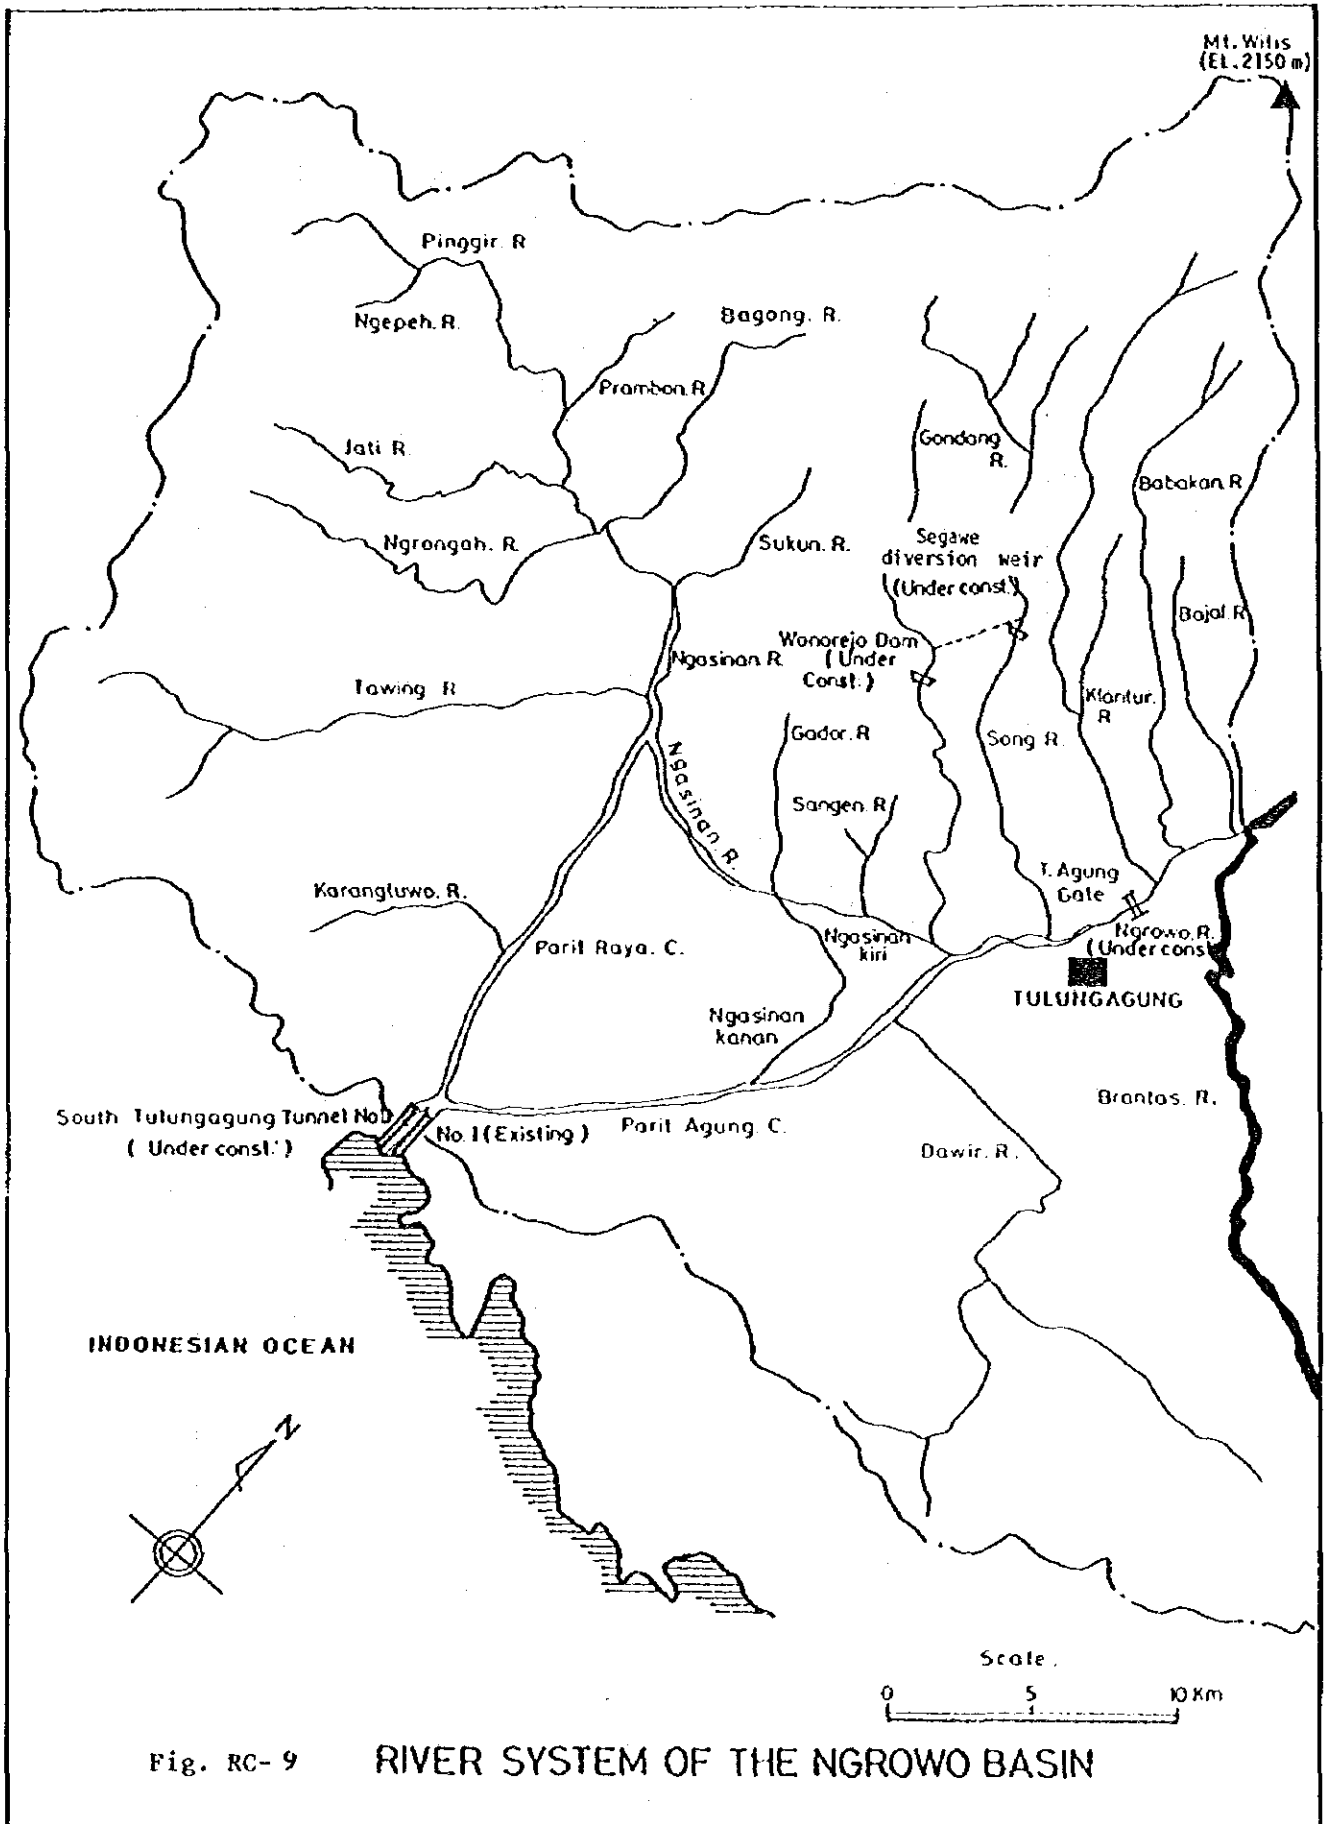 Mt. Wilis
(EL. 2150 m)
Pinggir. R
Ngepeh. R.
Bagong. R.
Prambon. R
Jati R.
Gondang
R.
Babakan. R
Ngrongah. R.
Sukun. R.
Segawe
diversion weir
(Under const.)
Bajal. R
Wonorejo Dam
(Under
Const.)
Ngasinan R.
Tawing R
Klantur.
R
Gador. R
Song R.
Ngasinan. R.
Sangen. R
T. Agung
Gate
Karangtuwo. R.
Parit Raya. C.
Ngasinan
kiri
Ngrowo. R.
(Under const
TULUNGAGUNG
Ngasinan
kanan
Brantas. R.
South Tulungagung Tunnel
(Under const.)
No. 1 (Existing)
Parit Agung. C.
Dawir. R.
INDONESIAN OCEAN
N
Scale.
0 5 10 Km
Fig. RC-9 RIVER SYSTEM OF THE NGROWO BASIN